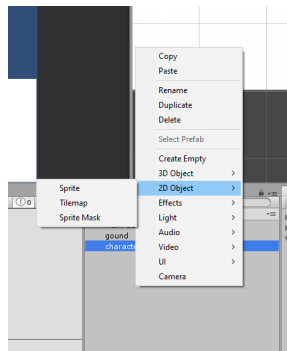 Copy
Paste
Rename
Duplicate
Delete
Select Prefab
Create Empty
3D Object >
2D Object >
Effects >
Light >
Audio >
Video >
UI >
Camera
Sprite
Tilemap
Sprite Mask
0
gound